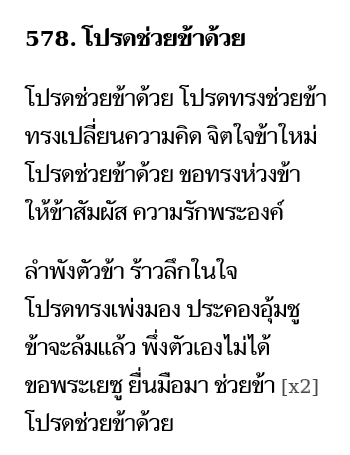 578. โปรดช่วยข้าด้วย
โปรดช่วยข้าด้วย โปรดทรงช่วยข้า
ทรงเปลี่ยนความคิด จิตใจข้าใหม่
โปรดช่วยข้าด้วย ขอทรงห่วงข้า
ให้ข้าสัมผัส ความรักพระองค์
ลำพังตัวข้า ร้าวลึกในใจ
โปรดทรงเพ่งมอง ประคองอุ้มชู
ข้าจะล้มแล้ว พึ่งตัวเองไม่ได้
ขอพระเยซู ยื่นมือมา ช่วยข้า [x2]
โปรดช่วยข้าด้วย